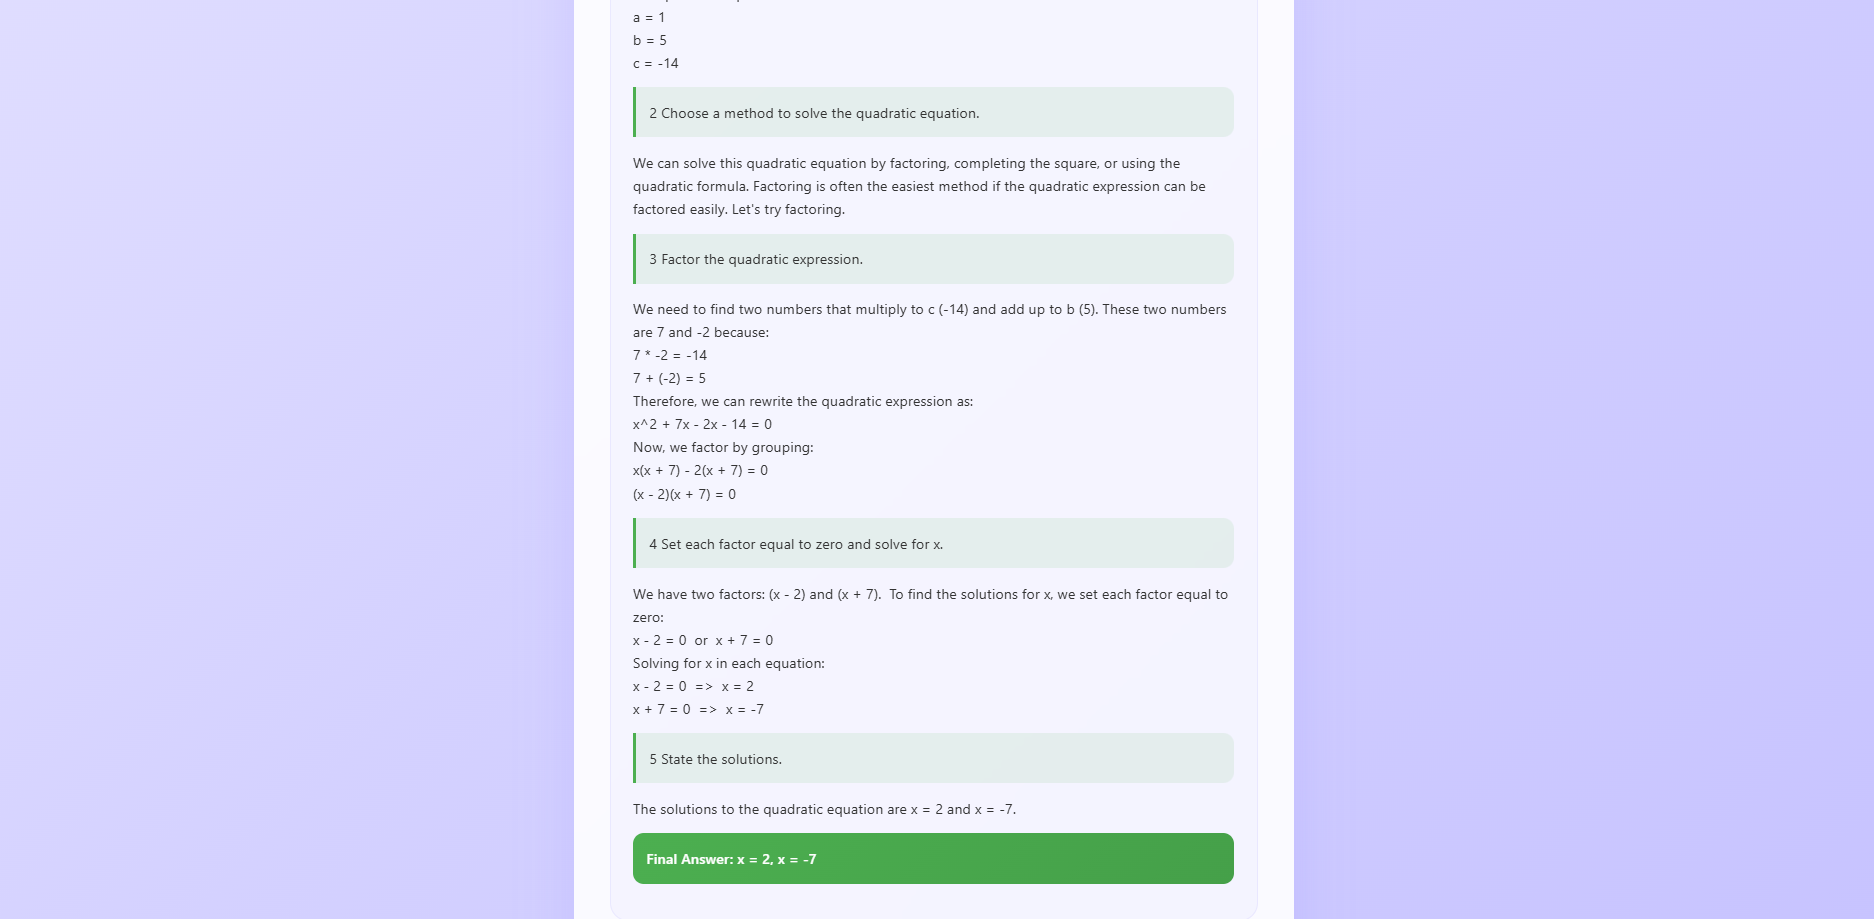 a = 1
b = 5
c = -14
2 Choose a method to solve the quadratic equation.
We can solve this quadratic equation by factoring, completing the square, or using the
quadratic formula. Factoring is often the easiest method if the quadratic expression can be
factored easily. Let's try factoring.
3 Factor the quadratic expression.
We need to find two numbers that multiply to c (-14) and add up to b (5). These two numbers
are 7 and -2 because:
7 * -2 = -14
7 + (-2) = 5
Therefore, we can rewrite the quadratic expression as:
x^2 + 7x - 2x - 14 = 0
Now, we factor by grouping:
x(x + 7) - 2(x + 7) = 0
(x - 2)(x + 7) = 0
4 Set each factor equal to zero and solve for x.
We have two factors: (x - 2) and (x + 7).  To find the solutions for x, we set each factor equal to
zero:
x - 2 = 0  or  x + 7 = 0
Solving for x in each equation:
x - 2 = 0  =>  x = 2
x + 7 = 0  =>  x = -7
5 State the solutions.
The solutions to the quadratic equation are x = 2 and x = -7.
Final Answer: x = 2, x = -7